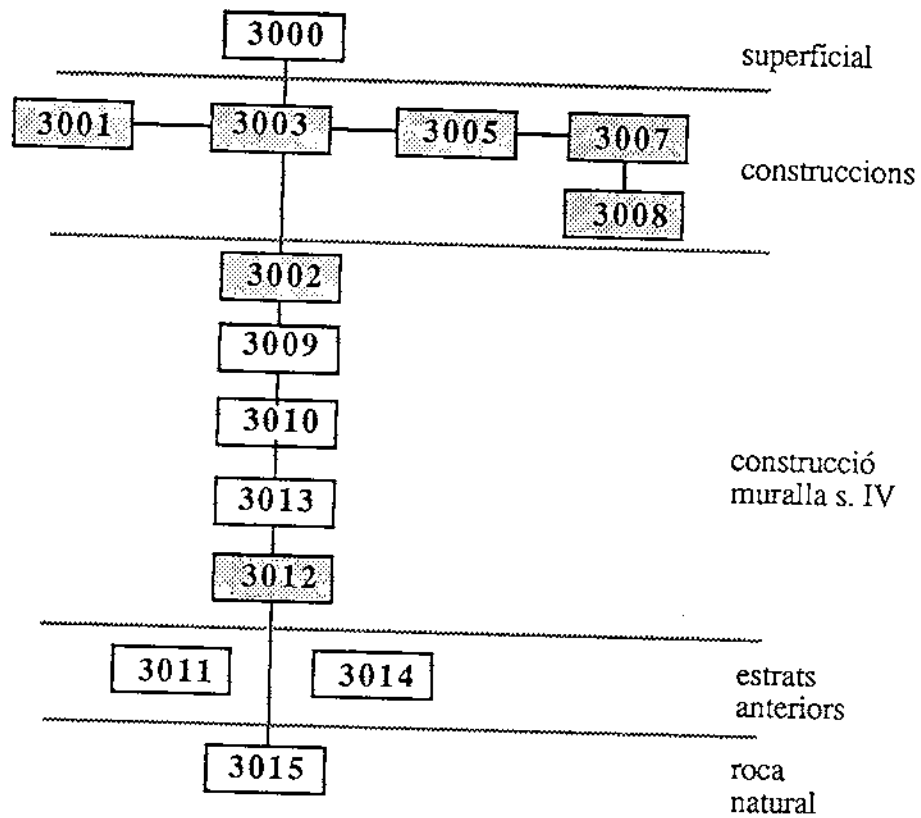 3000
superficial
3001 3003 3005 3007
construccions
3008
3002
3009
3010
construcció
muralla s. IV
3013
3012
3011 3014
estrats
anteriors
3015
roca
natural